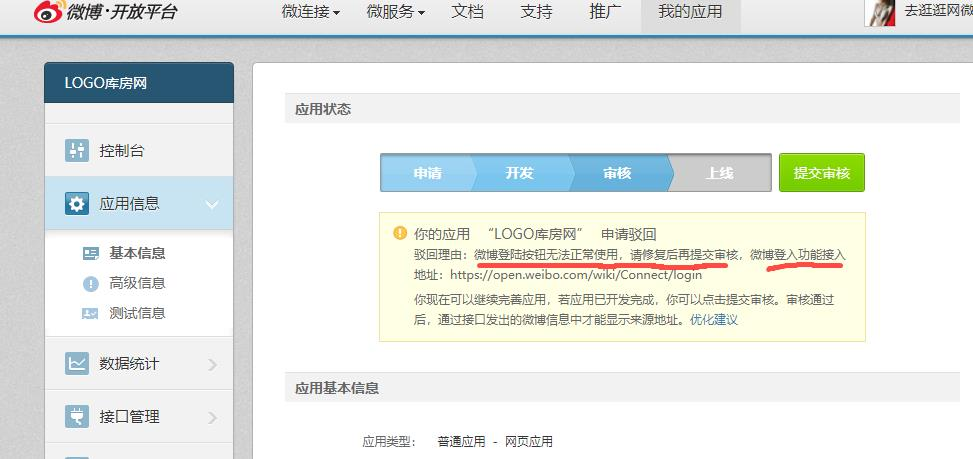 微博·开放平台
微连接 微服务 文档 支持 推广 我的应用 去逛逛网微
LOGO库房网
控制台
应用信息
基本信息
高级信息
测试信息
数据统计
接口管理
应用状态
申请 开发 审核 上线 提交审核
你的应用 “LOGO库房网” 申请驳回
驳回理由：微博登陆按钮无法正常使用，请修复后再提交审核，微博登入功能接入
地址：https://open.weibo.com/wiki/Connect/login
你现在可以继续完善应用，若应用已开发完成，你可以点击提交审核。审核通过
后，通过接口发出的微博信息中才能显示来源地址。优化建议
应用基本信息
应用类型： 普通应用 - 网页应用